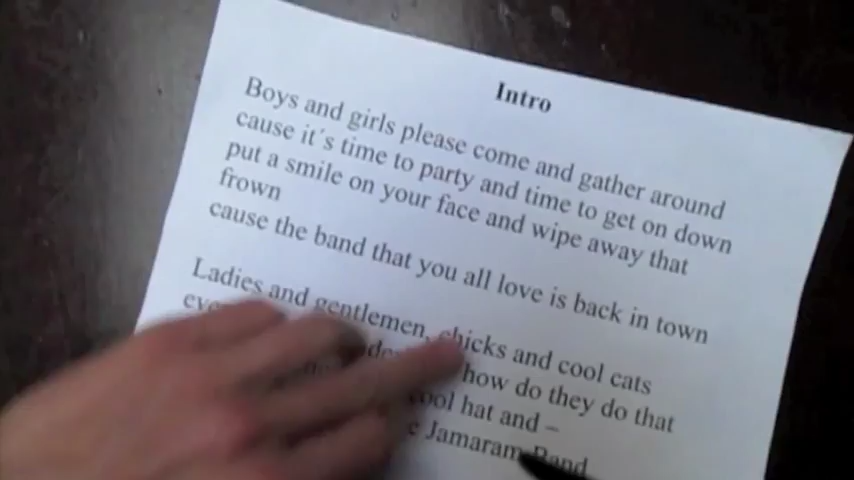 Intro
Boys and girls please come and gather around
cause it´s time to party and time to get on down
put a smile on your face and wipe away that
frown
cause the band that you all love is back in town
Ladies and gentlemen, chicks and cool cats
how do they do that
cool hat and –
Jamaram Band